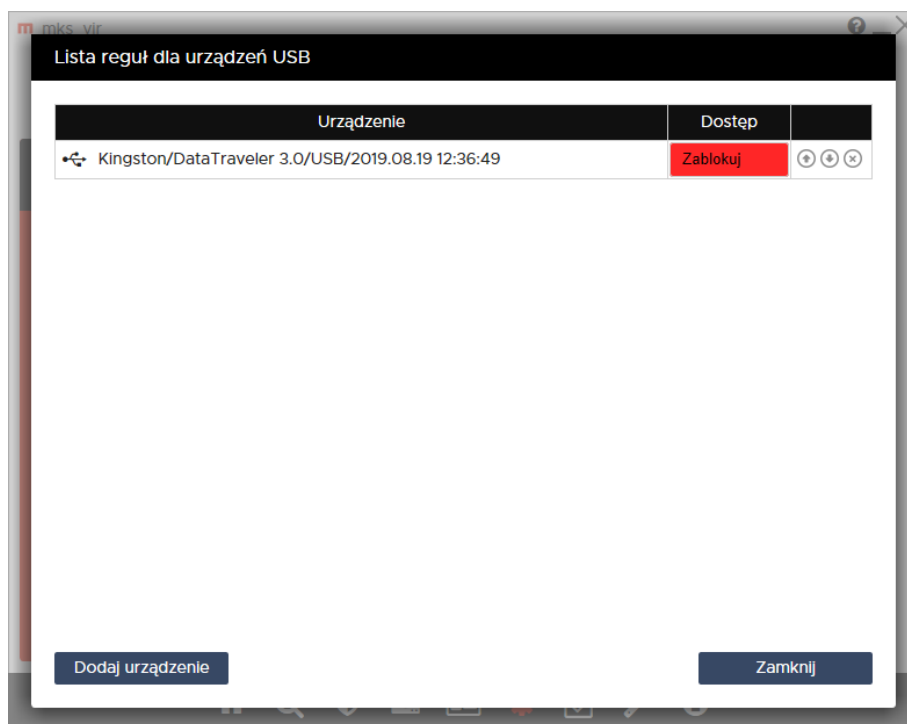 mks_vir
Lista reguł dla urządzeń USB
Urządzenie Dostęp
Kingston/DataTraveler 3.0/USB/2019.08.19 12:36:49 Zablokuj
Dodaj urządzenie Zamknij